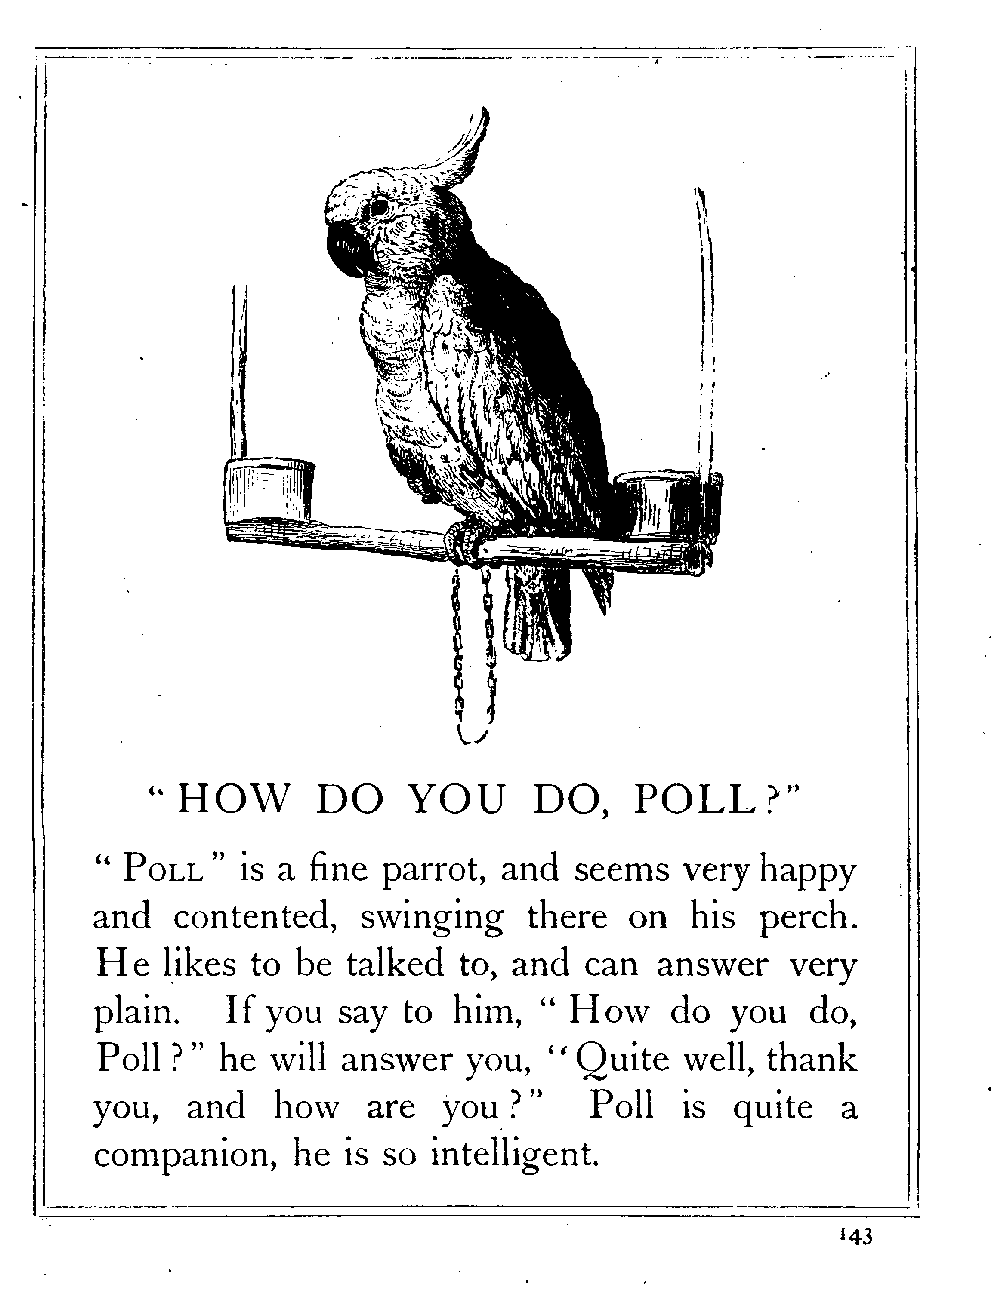 “ HOW DO YOU DO, POLL?”
“ POLL ” is a fine parrot, and seems very happy
and contented, swinging there on his perch.
He likes to be talked to, and can answer very
plain. If you say to him, “ How do you do,
Poll?” he will answer you, “Quite well, thank
you, and how are you?” Poll is quite a
companion, he is so intelligent.
143